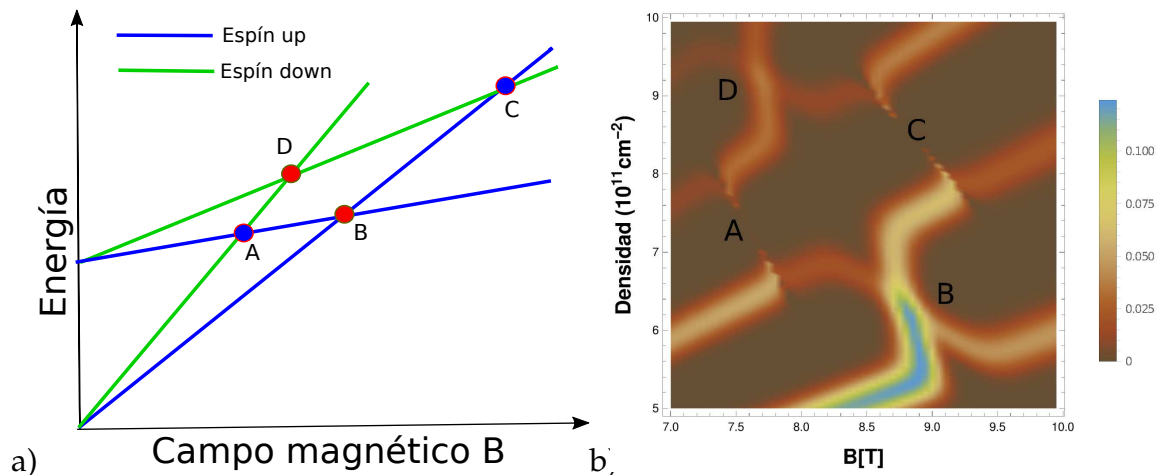 Espín up
Espín down
Energía
Campo magnético B
A
B
C
D
a)
b)
Densidad (10¹¹cm⁻²)
10
9
8
7
6
5
7.0
7.5
8.0
8.5
9.0
9.5
10.0
B[T]
D
C
A
B
0.100
0.075
0.050
0.025
0